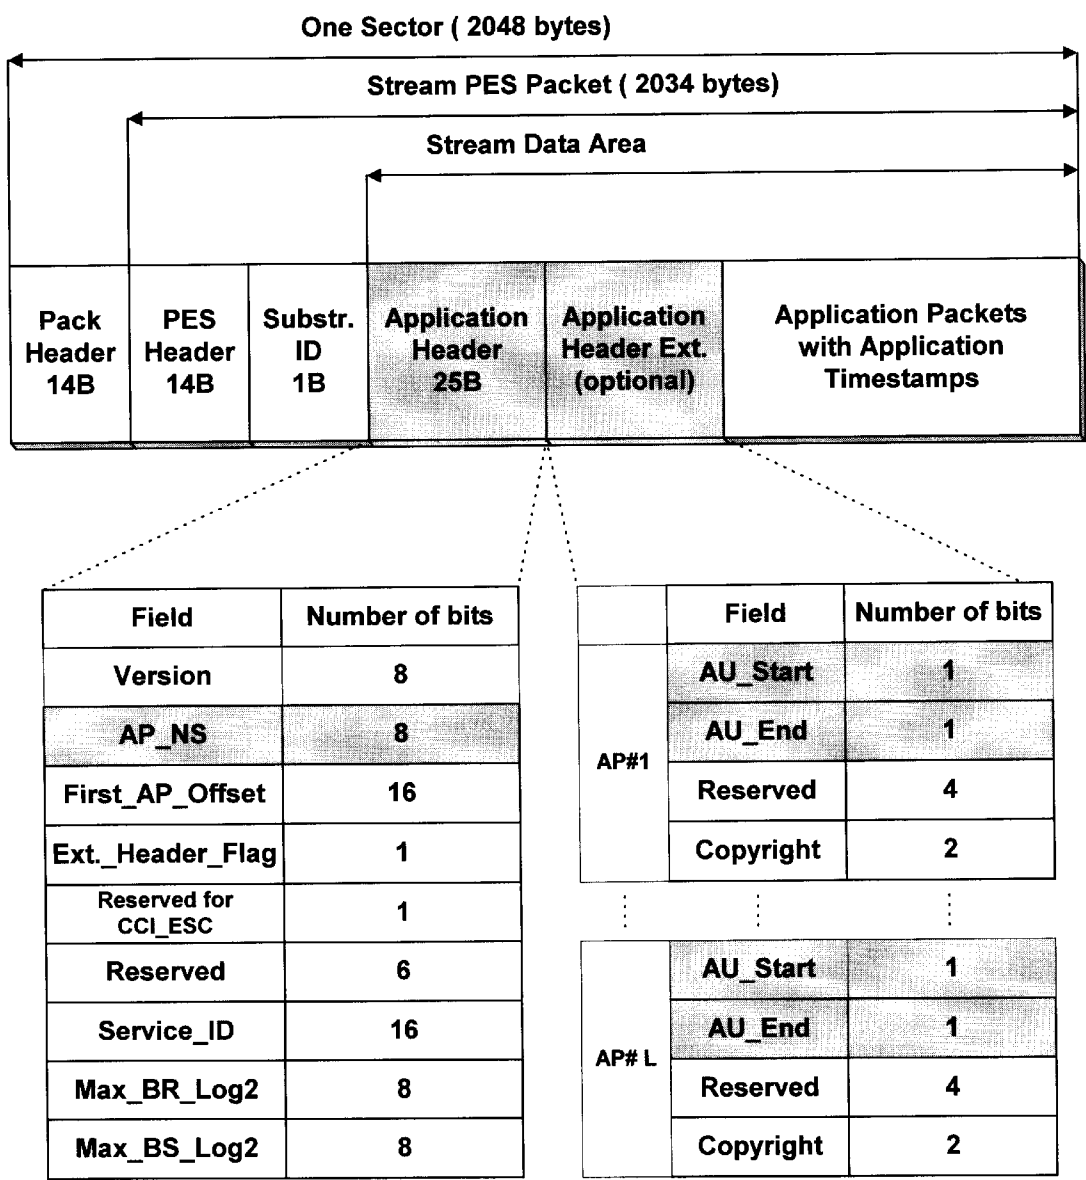 One Sector ( 2048 bytes)
Stream PES Packet ( 2034 bytes)
Stream Data Area
Pack
Header
14B
PES
Header
14B
Substr.
ID
1B
Application
Header
25B
Application
Header Ext.
(optional)
Application Packets
with Application
Timestamps
Field Number of bits
Version 8
AP_NS 8
First_AP_Offset 16
Ext._Header_Flag 1
Reserved for
CCI_ESC 1
Reserved 6
Service_ID 16
Max_BR_Log2 8
Max_BS_Log2 8
Field Number of bits
AP#1
AU_Start 1
AU_End 1
Reserved 4
Copyright 2
AP# L
AU_Start 1
AU_End 1
Reserved 4
Copyright 2